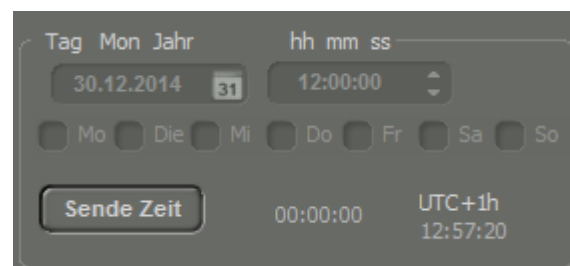 Tag Mon Jahr hh mm ss
30.12.2014 31 12:00:00
Mo Die Mi Do Fr Sa So
Sende Zeit 00:00:00 UTC+1h
12:57:20